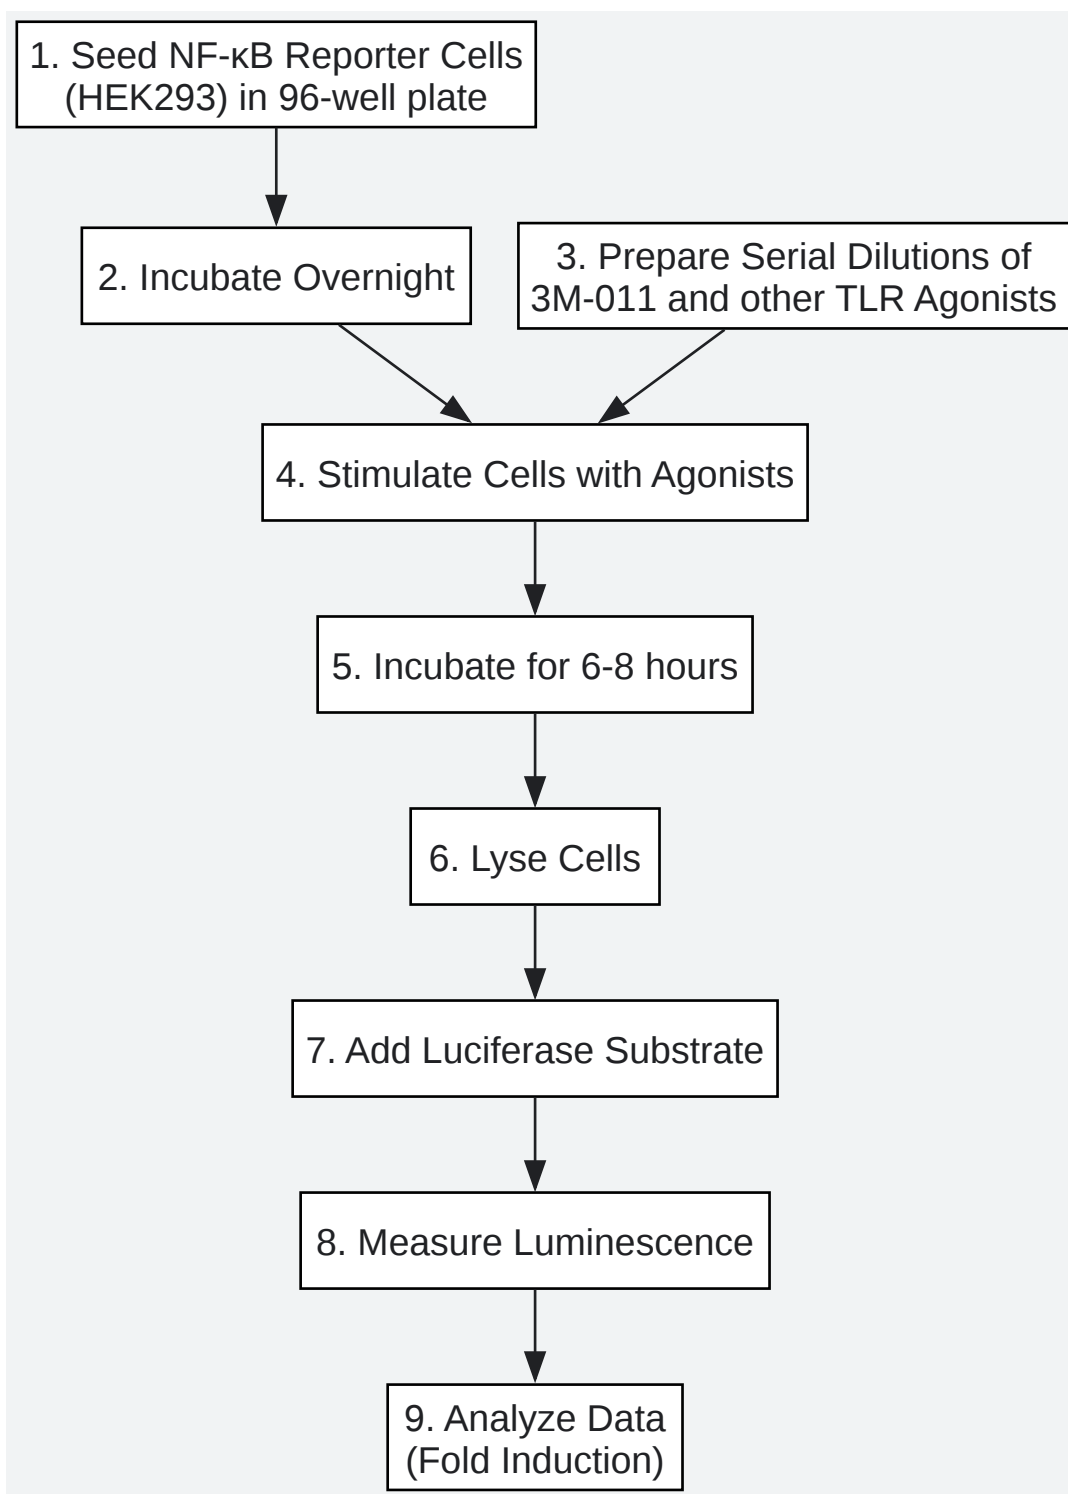 1. Seed NF-κB Reporter Cells
(HEK293) in 96-well plate
2. Incubate Overnight
3. Prepare Serial Dilutions of
3M-011 and other TLR Agonists
4. Stimulate Cells with Agonists
5. Incubate for 6-8 hours
6. Lyse Cells
7. Add Luciferase Substrate
8. Measure Luminescence
9. Analyze Data
(Fold Induction)